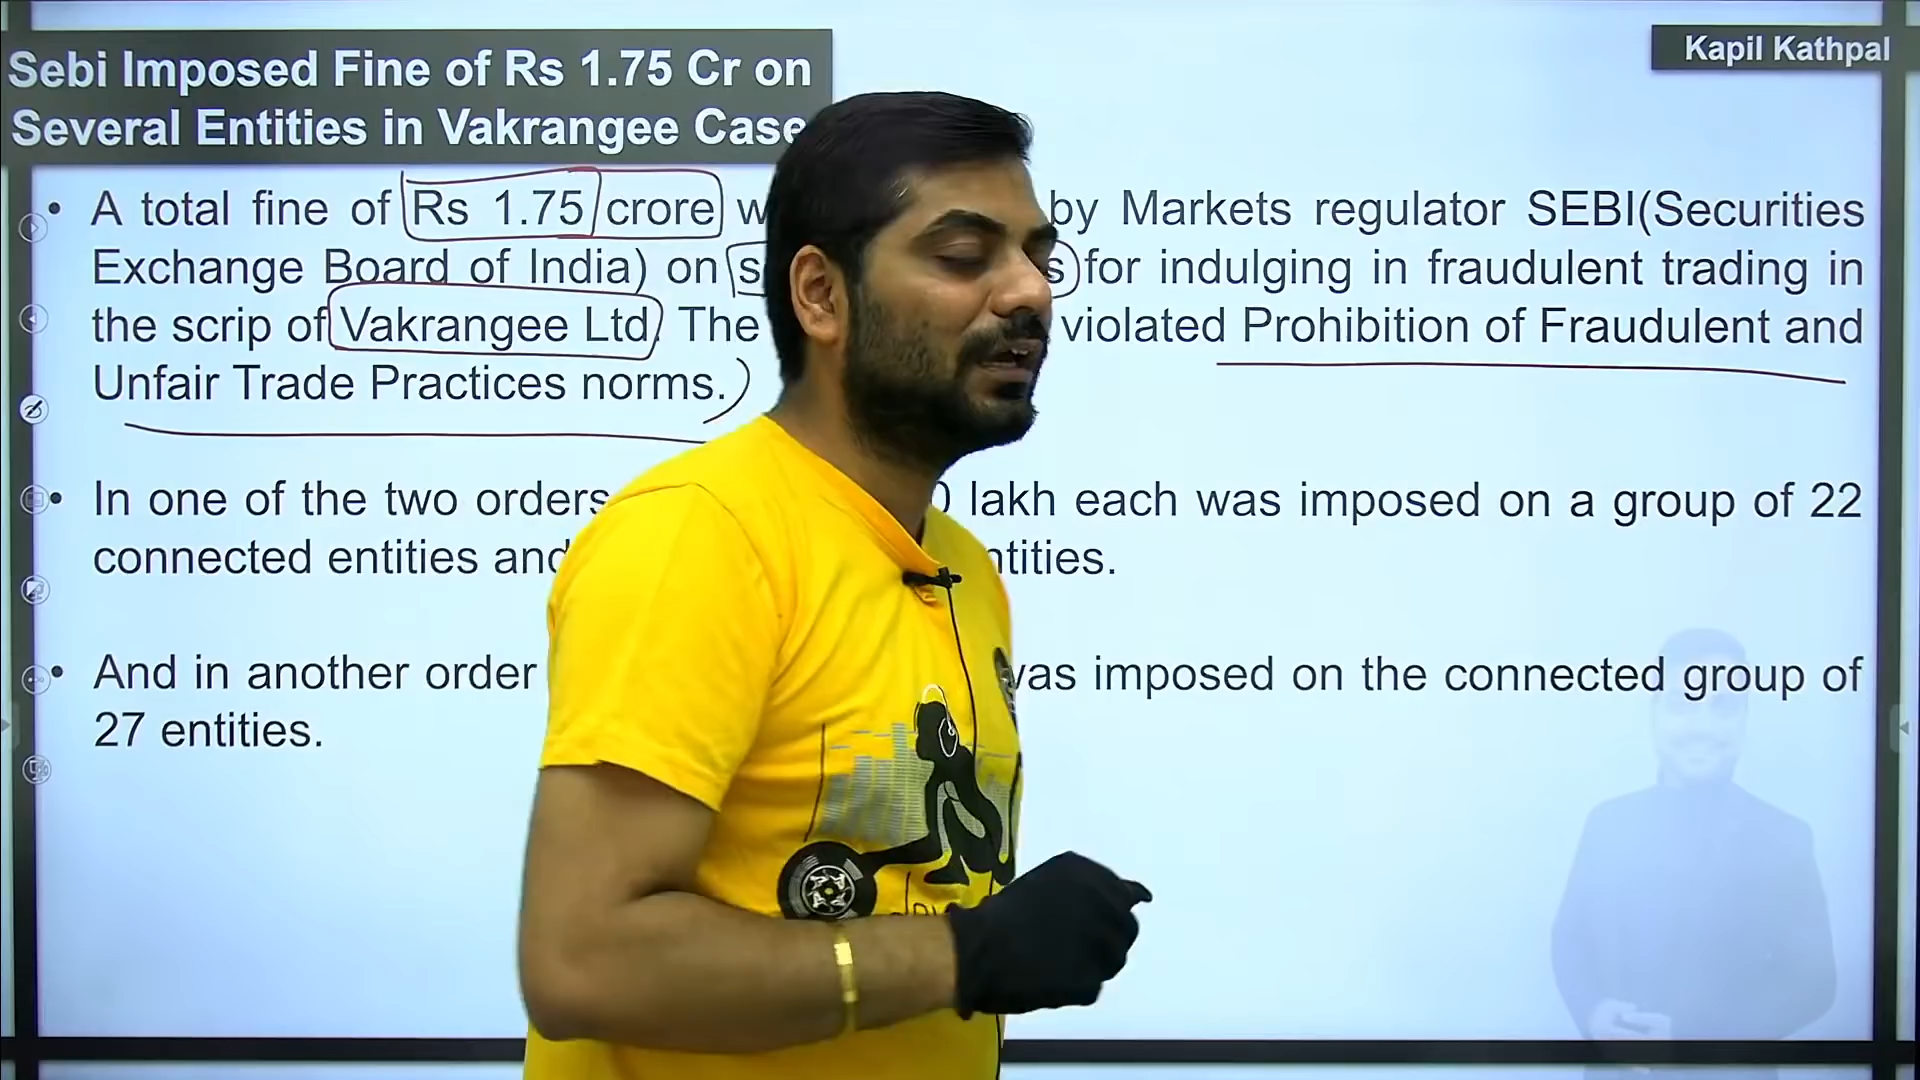 Sebi Imposed Fine of Rs 1.75 Cr on
Several Entities in Vakrangee Case
Kapil Kathpal
• A total fine of Rs 1.75 crore by Markets regulator SEBI(Securities
Exchange Board of India) on for indulging in fraudulent trading in
the scrip of Vakrangee Ltd. The violated Prohibition of Fraudulent and
Unfair Trade Practices norms.
• In one of the two orders lakh each was imposed on a group of 22
connected entities and entities.
• And in another order was imposed on the connected group of
27 entities.